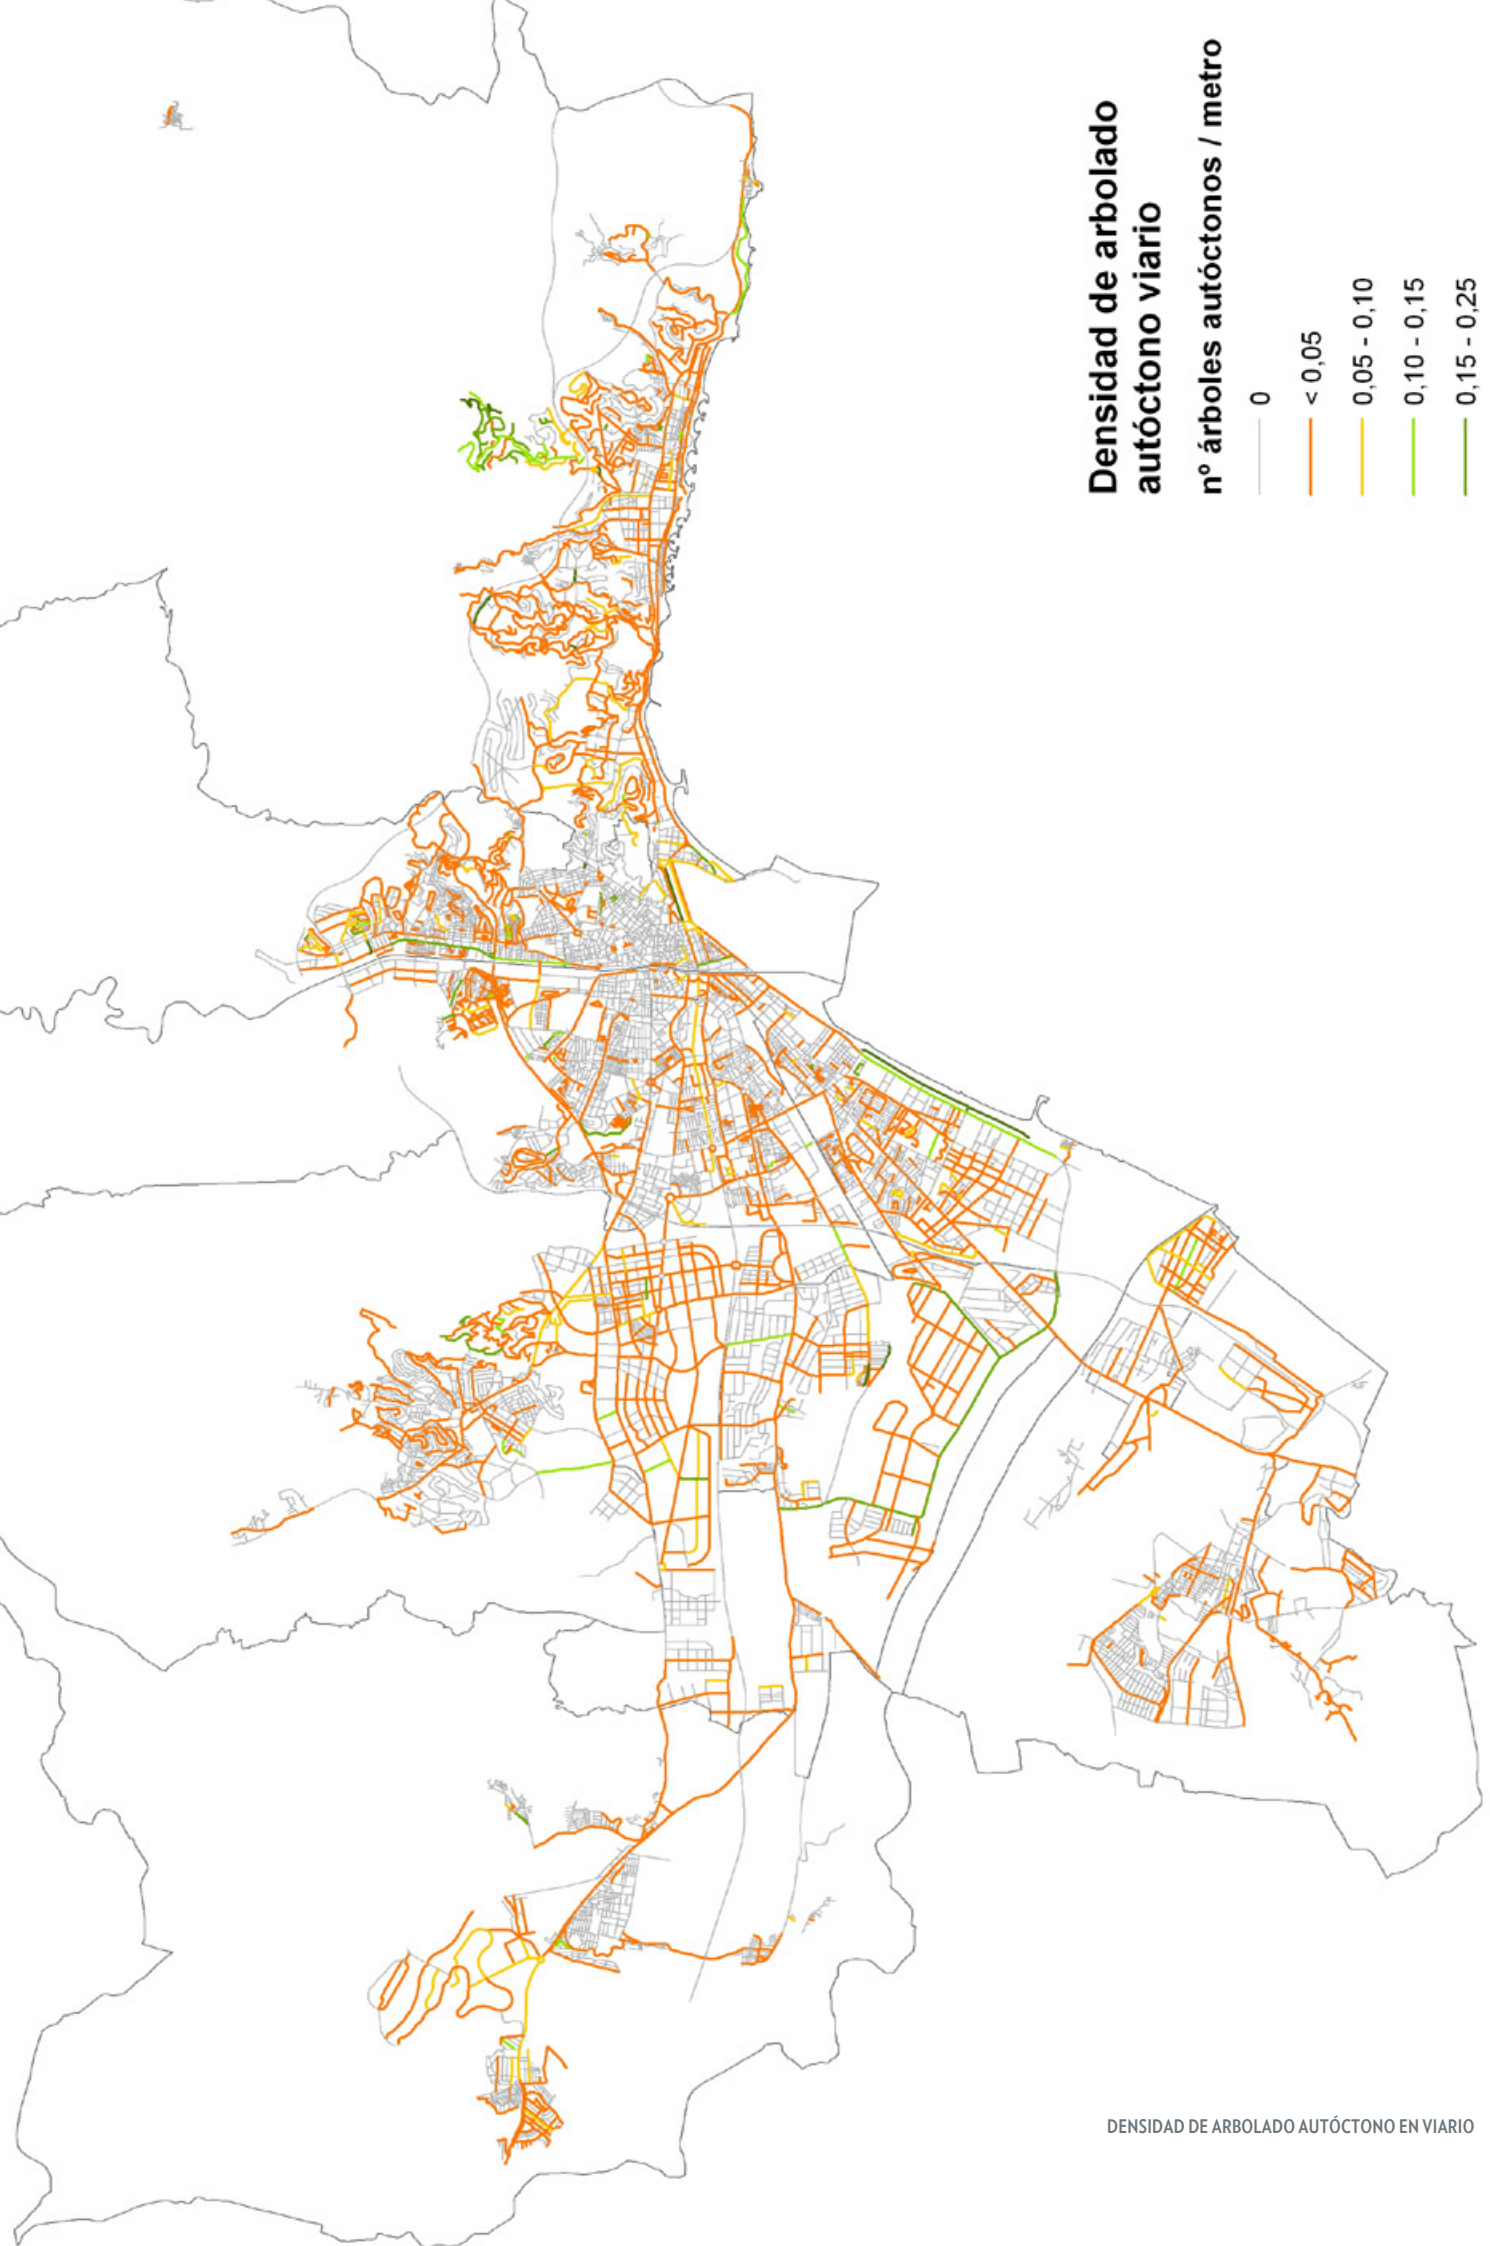 Densidad de arbolado
autóctono viario
nº árboles autóctonos / metro
0
< 0,05
0,05 - 0,10
0,10 - 0,15
0,15 - 0,25
DENSIDAD DE ARBOLADO AUTÓCTONO EN VIARIO